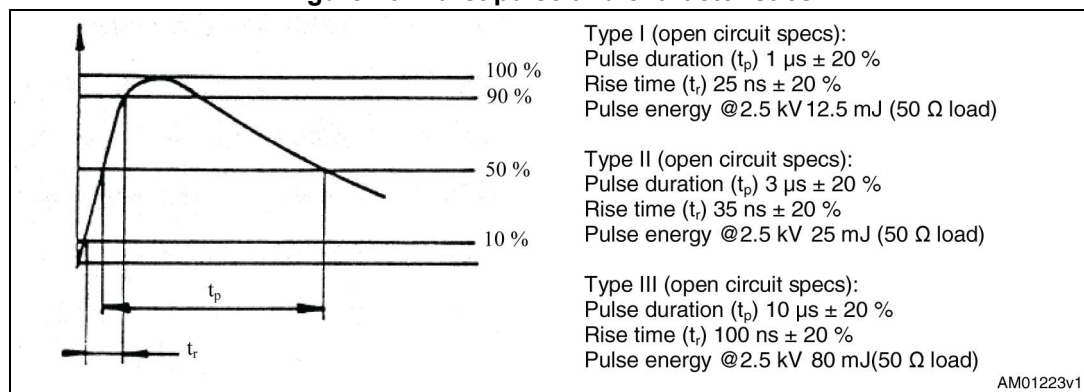 100 %
90 %
50 %
10 %
tp
tr
Type I (open circuit specs):
Pulse duration (tp) 1 µs ± 20 %
Rise time (tr) 25 ns ± 20 %
Pulse energy @2.5 kV 12.5 mJ (50 Ω load)
Type II (open circuit specs):
Pulse duration (tp) 3 µs ± 20 %
Rise time (tr) 35 ns ± 20 %
Pulse energy @2.5 kV 25 mJ (50 Ω load)
Type III (open circuit specs):
Pulse duration (tp) 10 µs ± 20 %
Rise time (tr) 100 ns ± 20 %
Pulse energy @2.5 kV 80 mJ(50 Ω load)
AM01223v1